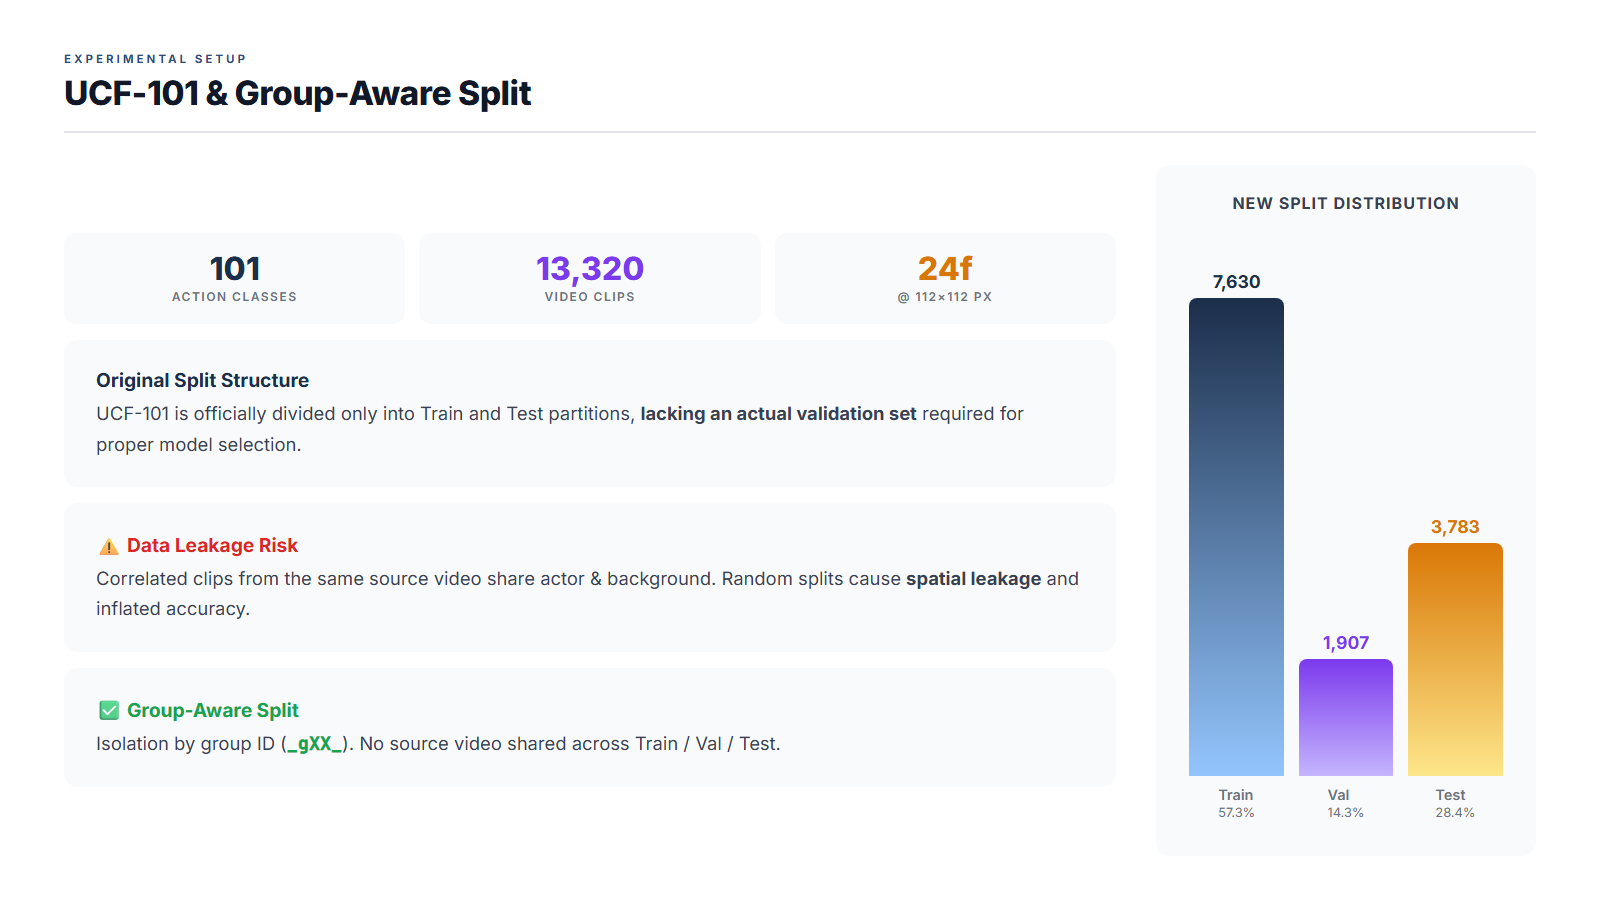 EXPERIMENTAL SETUP
UCF-101 & Group-Aware Split
101
ACTION CLASSES
13,320
VIDEO CLIPS
24f
@ 112×112 PX
Original Split Structure
UCF-101 is officially divided only into Train and Test partitions, lacking an actual validation set required for
proper model selection.
Data Leakage Risk
Correlated clips from the same source video share actor & background. Random splits cause spatial leakage and
inflated accuracy.
Group-Aware Split
Isolation by group ID (_gXX_). No source video shared across Train / Val / Test.
NEW SPLIT DISTRIBUTION
7,630
1,907
3,783
Train
57.3%
Val
14.3%
Test
28.4%